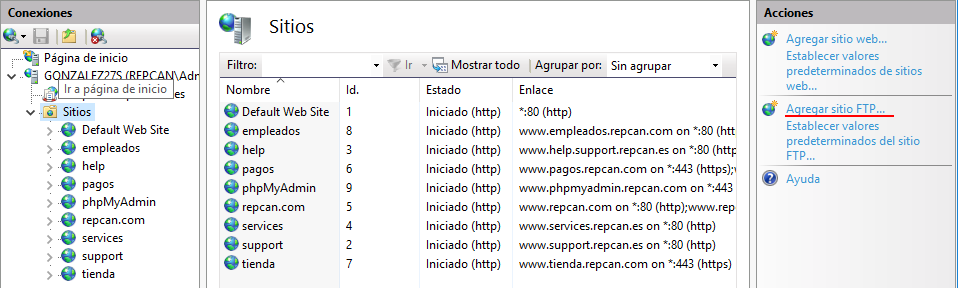 Conexiones
Página de inicio
GONZALEZ27S (REPCAN\Adm
Ir a página de inicio
es
Sitios
Default Web Site
empleados
help
pagos
phpMyAdmin
repcan.com
services
support
tienda
Sitios
Filtro: Ir Mostrar todo Agrupar por: Sin agrupar
Nombre Id. Estado Enlace
Default Web Site 1 Iniciado (http) *:80 (http)
empleados 8 Iniciado (http) www.empleados.repcan.com on *:80 (htt
help 3 Iniciado (http) www.help.support.repcan.es on *:80 (http)
pagos 6 Iniciado (http) www.pagos.repcan.com on *:443 (https);w
phpMyAdmin 9 Iniciado (http) www.phpmyadmin.repcan.com on *:443
repcan.com 5 Iniciado (http) www.repcan.com on *:80 (http);www.rep
services 4 Iniciado (http) www.services.repcan.es on *:80 (http)
support 2 Iniciado (http) www.support.repcan.es on *:80 (http)
tienda 7 Iniciado (http) www.tienda.repcan.com on *:443 (https)
Acciones
Agregar sitio web...
Establecer valores
predeterminados de sitios
web...
Agregar sitio FTP...
Establecer valores
predeterminados del sitio
FTP...
Ayuda